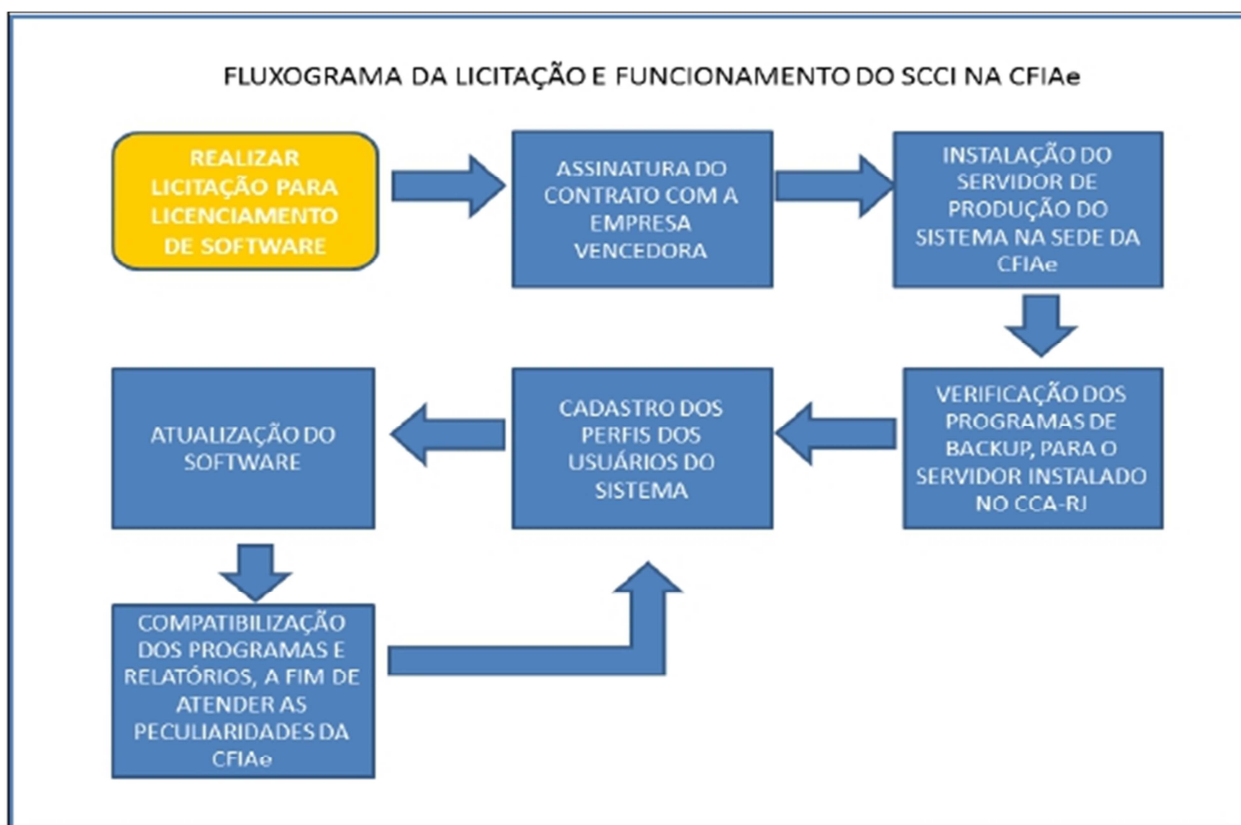 FLUXOGRAMA DA LICITAÇÃO E FUNCIONAMENTO DO SCCI NA CFIAe
REALIZAR
LICITAÇÃO PARA
LICENCIAMENTO
DE SOFTWARE
ASSINATURA DO
CONTRATO COM A
EMPRESA
VENCEDORA
INSTALAÇÃO DO
SERVIDOR DE
PRODUÇÃO DO
SISTEMA NA SEDE DA
CFIAe
VERIFICAÇÃO DOS
PROGRAMAS DE
BACKUP, PARA O
SERVIDOR INSTALADO
NO CCA-RJ
CADASTRO DOS
PERFIS DOS
USUÁRIOS DO
SISTEMA
ATUALIZAÇÃO DO
SOFTWARE
COMPATIBILIZAÇÃO
DOS PROGRAMAS E
RELATÓRIOS, A FIM DE
ATENDER AS
PECULIARIDADES DA
CFIAe